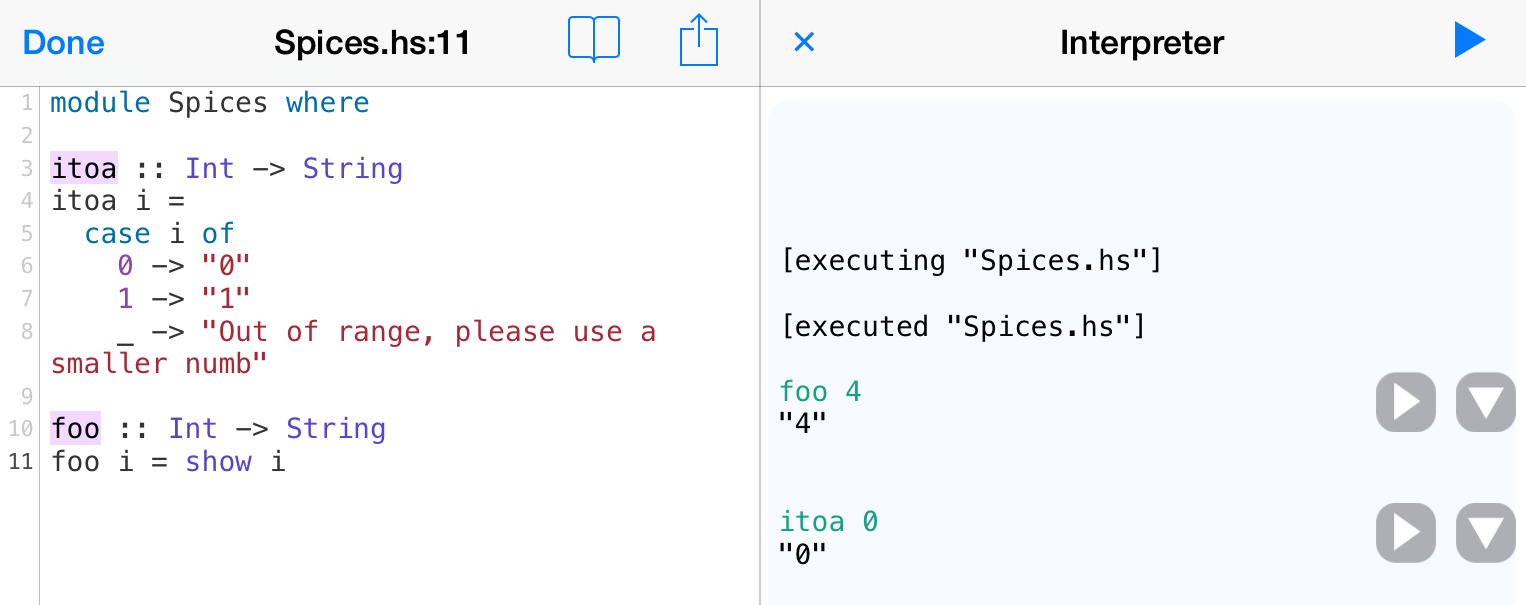 Done Spices.hs:11
1 module Spices where
2
3 itoa :: Int -> String
4 itoa i =
5   case i of
6     0 -> "0"
7     1 -> "1"
8     _ -> "Out of range, please use a
smaller numb"
9
10 foo :: Int -> String
11 foo i = show i
Interpreter
[executing "Spices.hs"]
[executed "Spices.hs"]
foo 4
"4"
itoa 0
"0"